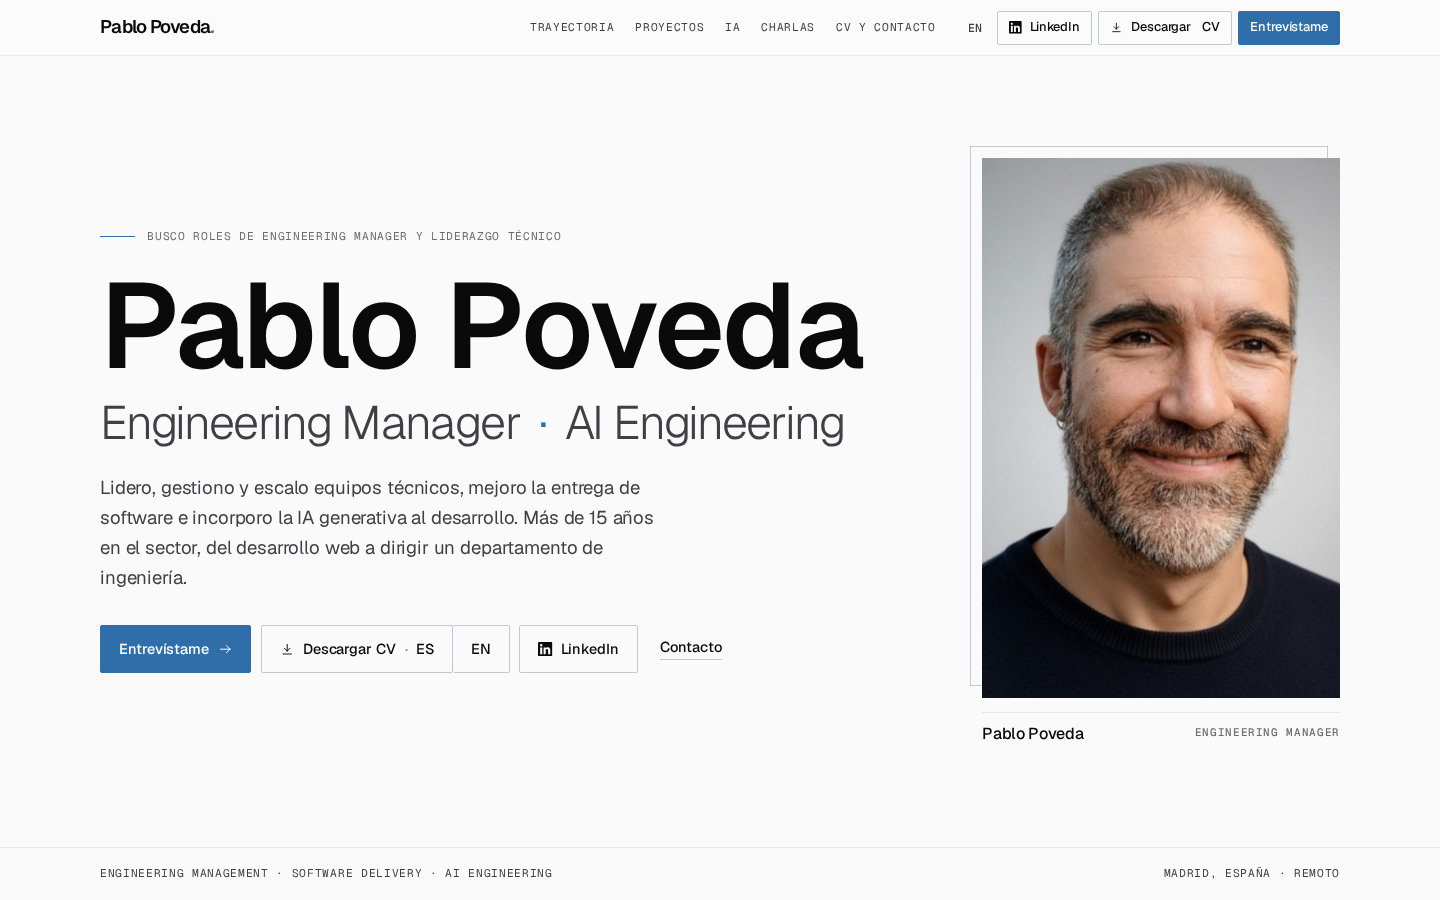 Pablo Poveda.
TRAYECTORIA PROYECTOS IA CHARLAS CV Y CONTACTO EN LinkedIn Descargar CV Entrevístame
BUSCO ROLES DE ENGINEERING MANAGER Y LIDERAZGO TÉCNICO
Pablo Poveda
Engineering Manager · AI Engineering
Lidero, gestiono y escalo equipos técnicos, mejoro la entrega de
software e incorporo la IA generativa al desarrollo. Más de 15 años
en el sector, del desarrollo web a dirigir un departamento de
ingeniería.
Entrevístame → Descargar CV · ES EN LinkedIn Contacto
Pablo Poveda ENGINEERING MANAGER
ENGINEERING MANAGEMENT · SOFTWARE DELIVERY · AI ENGINEERING
MADRID, ESPAÑA · REMOTO